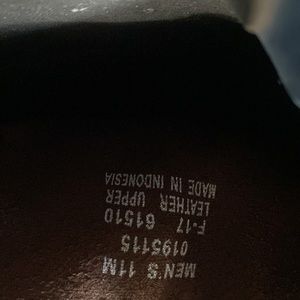 MEN'S 11M
0195115
F-17 61510
LEATHER UPPER
MADE IN INDONESIA